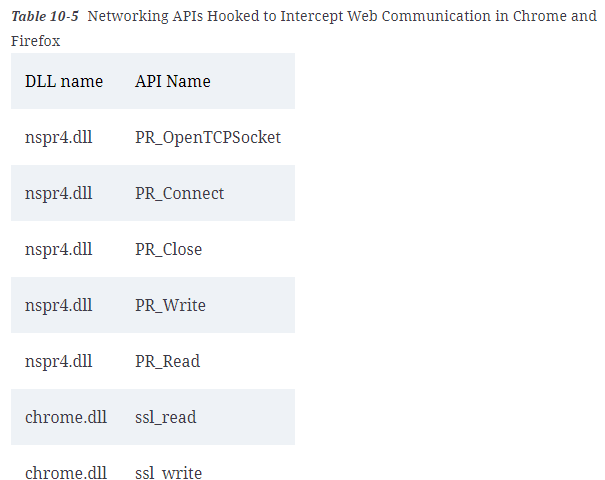 Table 10-5 Networking APIs Hooked to Intercept Web Communication in Chrome and
Firefox
DLL name API Name
nspr4.dll PR_OpenTCPSocket
nspr4.dll PR_Connect
nspr4.dll PR_Close
nspr4.dll PR_Write
nspr4.dll PR_Read
chrome.dll ssl_read
chrome.dll ssl_write